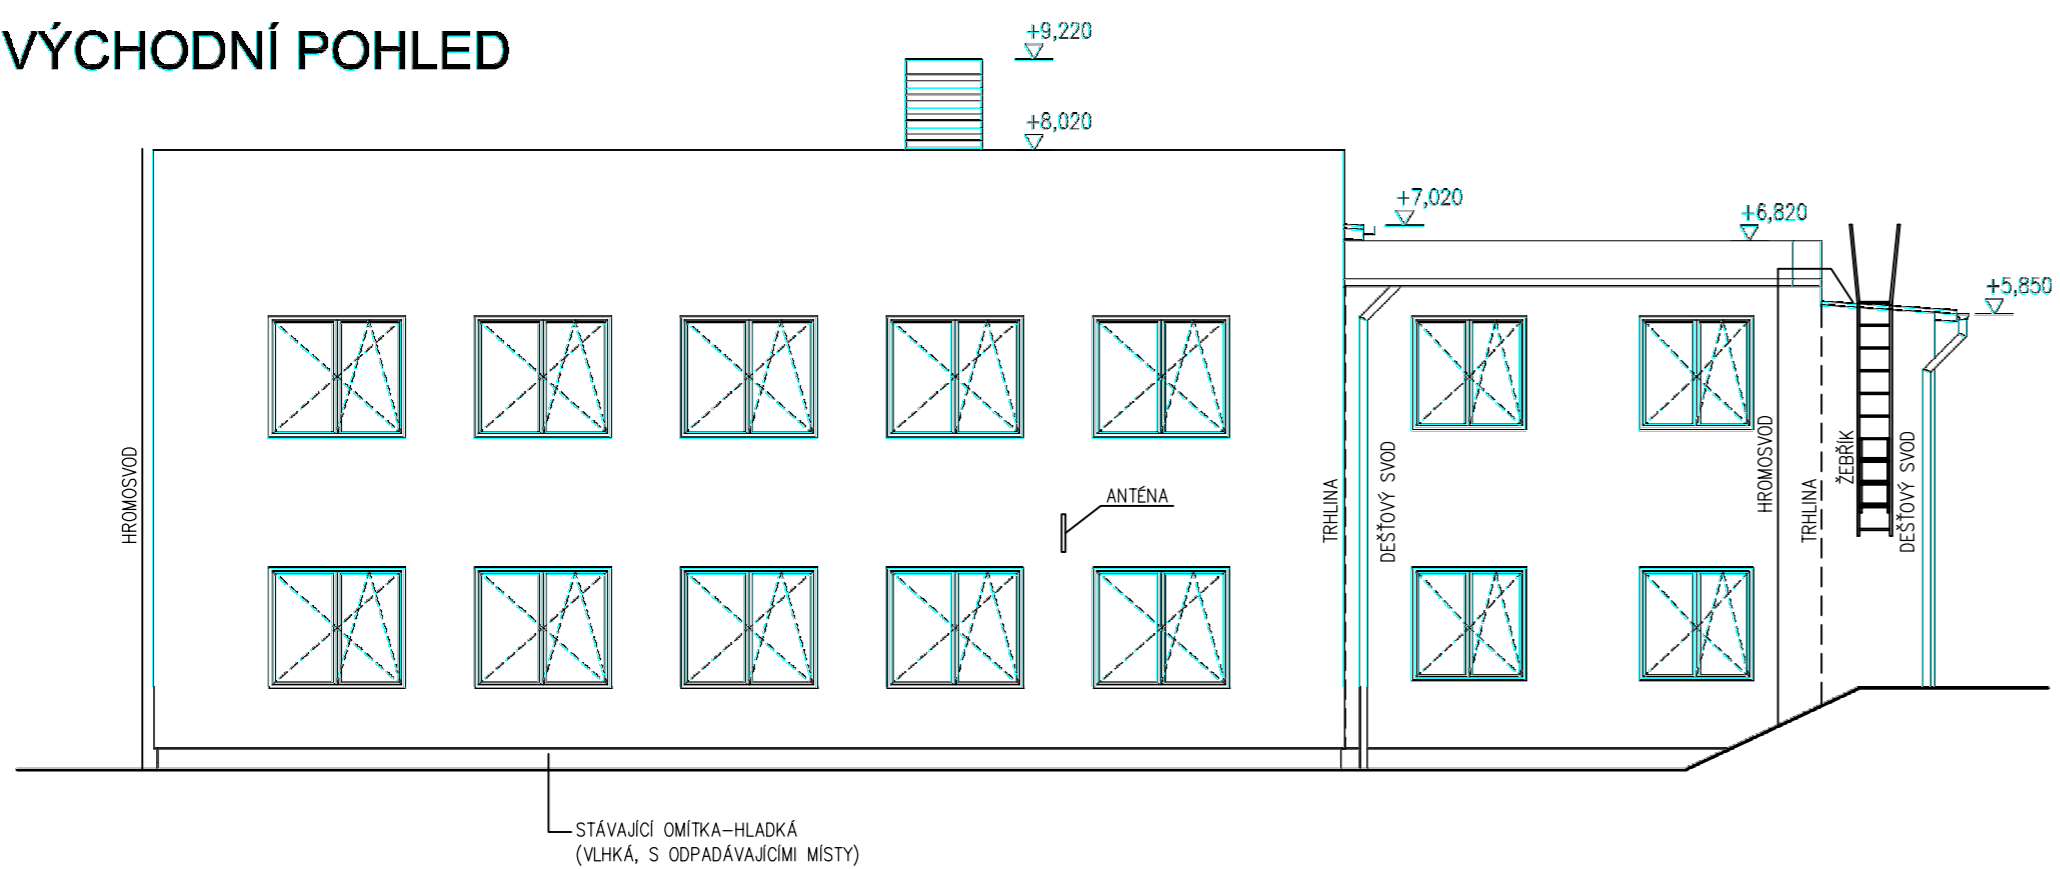 VÝCHODNÍ POHLED
+9,220
+8,020
+7,020
+6,820
+5,850
HROMOSVOD
ANTÉNA
TRHLINA
DEŠŤOVÝ SVOD
HROMOSVOD
TRHLINA
ŽEBŘÍK
DEŠŤOVÝ SVOD
STÁVAJÍCÍ OMÍTKA-HLADKÁ
(VLHKÁ, S ODPADÁVAJÍCÍMI MÍSTY)